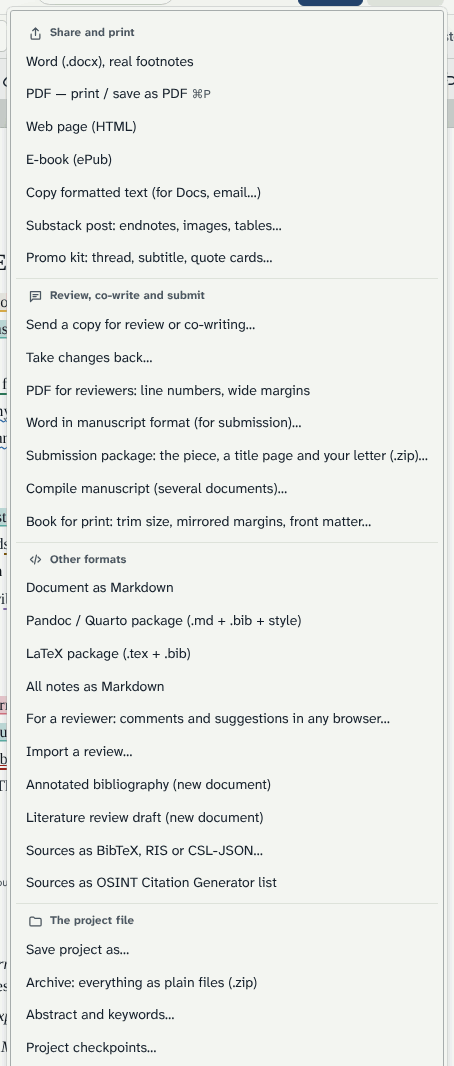 Share and print
Word (.docx), real footnotes
PDF — print / save as PDF ⌘P
Web page (HTML)
E-book (ePub)
Copy formatted text (for Docs, email…)
Substack post: endnotes, images, tables…
Promo kit: thread, subtitle, quote cards…
Review, co-write and submit
Send a copy for review or co-writing…
Take changes back…
PDF for reviewers: line numbers, wide margins
Word in manuscript format (for submission)…
Submission package: the piece, a title page and your letter (.zip)…
Compile manuscript (several documents)…
Book for print: trim size, mirrored margins, front matter…
Other formats
Document as Markdown
Pandoc / Quarto package (.md + .bib + style)
LaTeX package (.tex + .bib)
All notes as Markdown
For a reviewer: comments and suggestions in any browser…
Import a review…
Annotated bibliography (new document)
Literature review draft (new document)
Sources as BibTeX, RIS or CSL-JSON…
Sources as OSINT Citation Generator list
The project file
Save project as…
Archive: everything as plain files (.zip)
Abstract and keywords…
Project checkpoints…